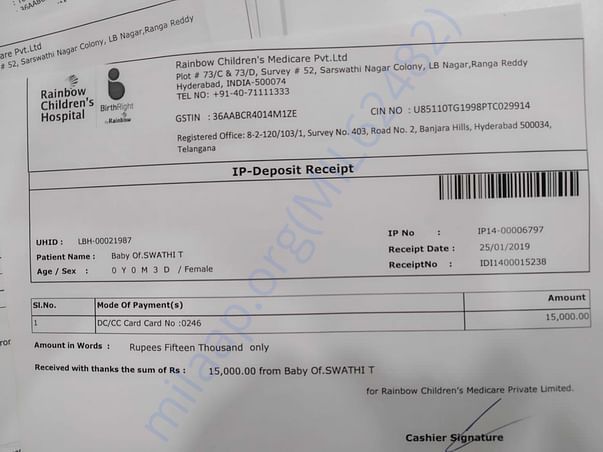 36AAB
are Pvt.Ltd
# 52, Sarswathi Nagar Colony, LB Nagar,Ranga Reddy
Rainbow Children's Hospital
BirthRight
by Rainbow
Rainbow Children's Medicare Pvt.Ltd
Plot # 73/C & 73/D, Survey # 52, Sarswathi Nagar Colony, LB Nagar,Ranga Reddy
Hyderabad, INDIA-500074
TEL NO: +91-40-71111333
GSTIN : 36AABCR4014M1ZE CIN NO : U85110TG1998PTC029914
Registered Office: 8-2-120/103/1, Survey No. 403, Road No. 2, Banjara Hills, Hyderabad 500034,
Telangana
IP-Deposit Receipt
UHID : LBH-00021987 IP No : IP14-00006797
Patient Name : Baby Of.SWATHI T Receipt Date : 25/01/2019
Age / Sex : 0 Y 0 M 3 D / Female ReceiptNo : IDI1400015238
Sl.No. Mode Of Payment(s) Amount
1 DC/CC Card Card No :0246 15,000.00
Amount in Words : Rupees Fifteen Thousand only
Received with thanks the sum of Rs : 15,000.00 from Baby Of.SWATHI T
for Rainbow Children's Medicare Private Limited.
Cashier Signature
milaap.org(MIL624482)